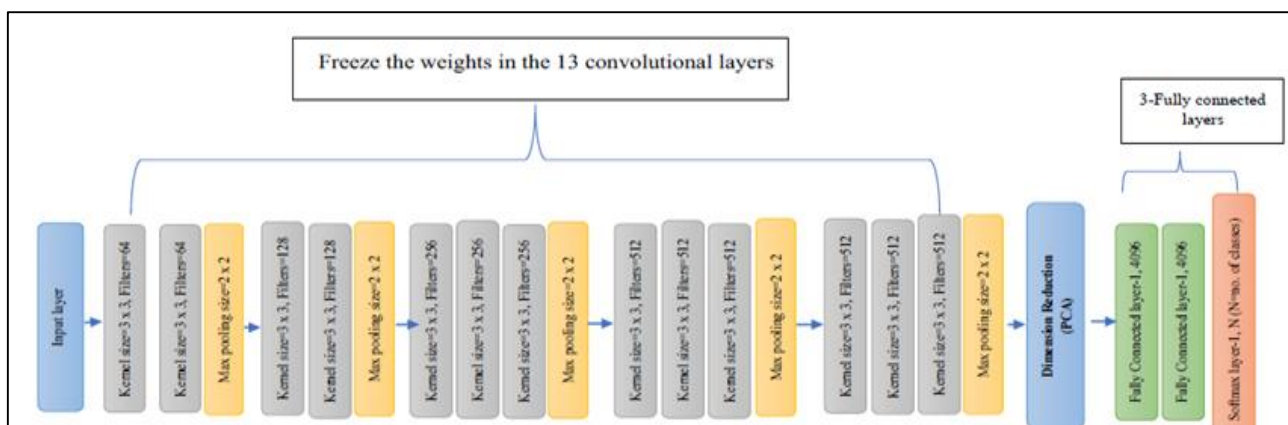 Freeze the weights in the 13 convolutional layers
3-Fully connected
layers
Input layer
Kernel size=3 x 3, Filters=64
Kernel size=3 x 3, Filters=64
Max pooling size=2 x 2
Kernel size=3 x 3, Filters=128
Kernel size=3 x 3, Filters=128
Max pooling size=2 x 2
Kernel size=3 x 3, Filters=256
Kernel size=3 x 3, Filters=256
Kernel size=3 x 3, Filters=256
Max pooling size=2 x 2
Kernel size=3 x 3, Filters=512
Kernel size=3 x 3, Filters=512
Kernel size=3 x 3, Filters=512
Max pooling size=2 x 2
Kernel size=3 x 3, Filters=512
Kernel size=3 x 3, Filters=512
Kernel size=3 x 3, Filters=512
Max pooling size=2 x 2
Dimension Reduction
(PCA)
Fully Connected layer-1, 4096
Fully Connected layer-1, 4096
Softmax layer-1, N (N=no. of classes)